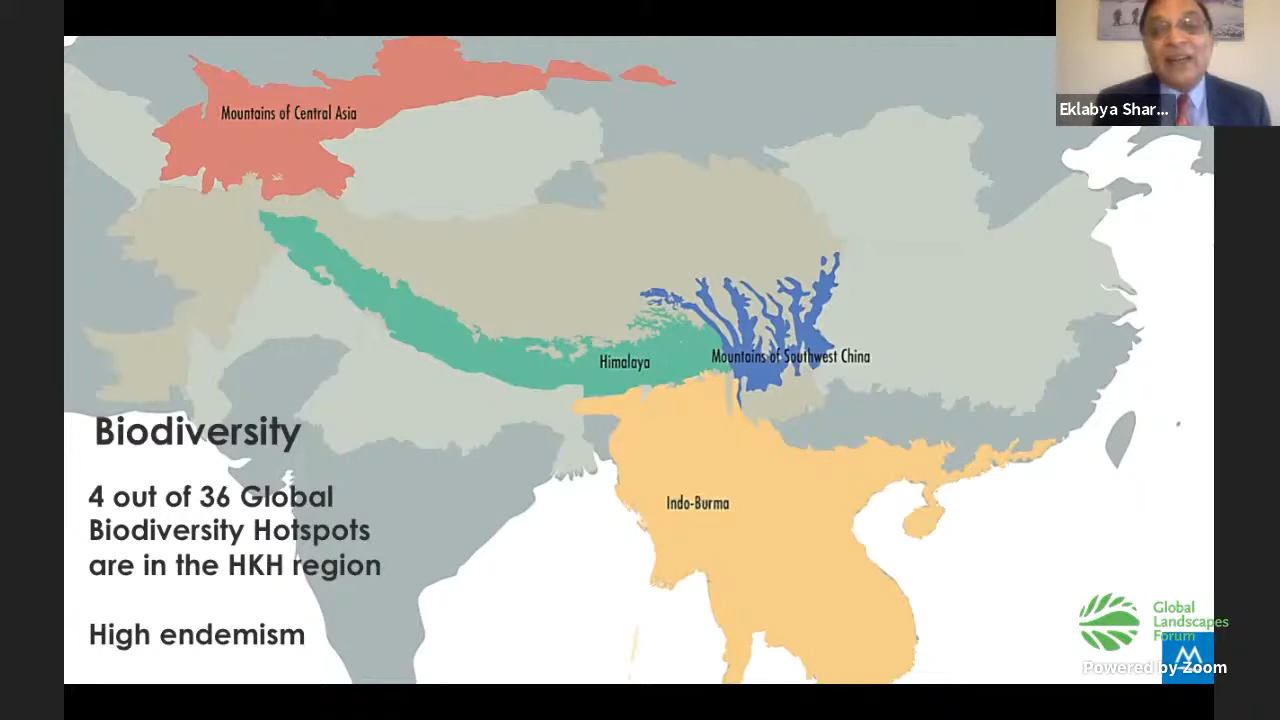 Eklabya Shar...
Mountains of Central Asia
Himalaya
Mountains of Southwest China
Biodiversity
4 out of 36 Global
Biodiversity Hotspots
are in the HKH region
High endemism
Indo-Burma
Global
Landscapes
Forum
Powered by Zoom